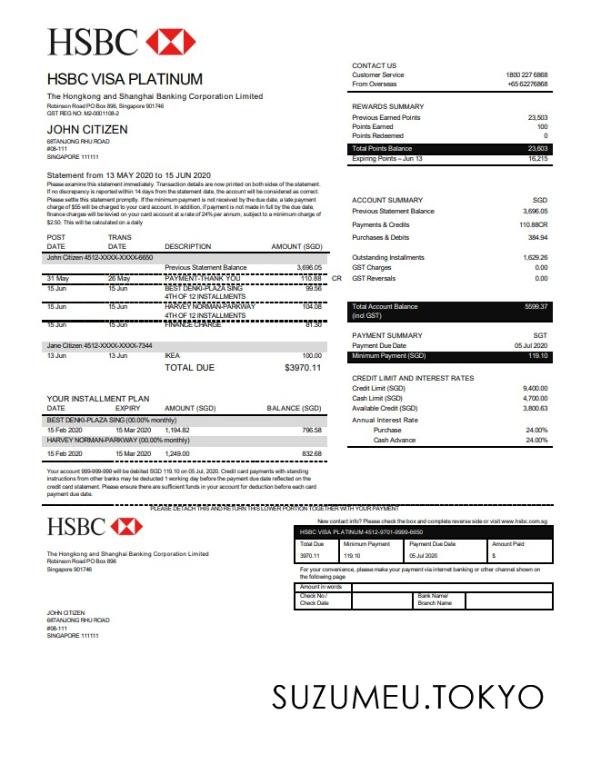 HSBC
HSBC VISA PLATINUM
The Hongkong and Shanghai Banking Corporation Limited
Robinson Road PO Box 896, Singapore 901746
GST REG NO: M2-0001108-2
JOHN CITIZEN
68TANJONG RHU ROAD
#08-111
SINGAPORE 111111
Statement from 13 MAY 2020 to 15 JUN 2020
Please examine this statement immediately. Transaction details are now printed on both sides of the statement.
If no discrepancy is reported within 14 days from the statement date, the account will be considered as correct.
Please settle this statement promptly. If the minimum payment is not received by the due date, a late payment
charge of $55 will be charged to your card account. In addition, if payment is not made in full by the due date,
finance charges will be levied on your card account at a rate of 24% per annum, subject to a minimum charge of
$2.50. This will be calculated on a daily
POST DATE TRANS DATE DESCRIPTION AMOUNT (SGD)
John Citizen 4512-XXXX-XXXX-6650
Previous Statement Balance 3,696.05
31 May 26 May PAYMENT-THANK YOU 110.88 CR
15 Jun 15 Jun BEST DENKI-PLAZA SING 99.56
4TH OF 12 INSTALLMENTS
15 Jun 15 Jun HARVEY NORMAN-PARKWAY 104.08
4TH OF 12 INSTALLMENTS
15 Jun 15 Jun FINANCE CHARGE 81.30
Jane Citizen 4512-XXXX-XXXX-7344
13 Jun 13 Jun IKEA 100.00
TOTAL DUE $3970.11
YOUR INSTALLMENT PLAN
DATE EXPIRY AMOUNT (SGD) BALANCE (SGD)
BEST DENKI-PLAZA SING (00.00% monthly)
15 Feb 2020 15 Mar 2020 1,194.82 796.58
HARVEY NORMAN-PARKWAY (00.00% monthly)
15 Feb 2020 15 Mar 2020 1,249.00 832.68
Your account 999-999-999 will be debited SGD 119.10 on 05 Jul, 2020. Credit card payments with standing
instructions from other banks may be deducted 1 working day before the payment due date reflected on the
credit card statement. Please ensure there are sufficient funds in your account for deduction before each card
payment due date.
CONTACT US
Customer Service 1800 227 6868
From Overseas +65 62276868
REWARDS SUMMARY
Previous Earned Points 23,503
Points Earned 100
Points Redeemed 0
Total Points Balance 23,603
Expiring Points – Jun 13 16,215
ACCOUNT SUMMARY SGD
Previous Statement Balance 3,696.05
Payments & Credits 110.88CR
Purchases & Debits 384.94
Outstanding Installments 1,629.26
GST Charges 0.00
GST Reversals 0.00
Total Account Balance 5599.37
(incl GST)
PAYMENT SUMMARY SGT
Payment Due Date 05 Jul 2020
Minimum Payment (SGD) 119.10
CREDIT LIMIT AND INTEREST RATES
Credit Limit (SGD) 9,400.00
Cash Limit (SGD) 4,700.00
Available Credit (SGD) 3,800.63
Annual Interest Rate
Purchase 24.00%
Cash Advance 24.00%
PLEASE DETACH THIS AND RETURN THIS LOWER PORTION TOGETHER WITH YOUR PAYMENT
HSBC
The Hongkong and Shanghai Banking Corporation Limited
Robinson Road PO Box 896
Singapore 901746
JOHN CITIZEN
68TANJONG RHU ROAD
#08-111
SINGAPORE 111111
New contact info? Please check the box and complete reverse side or visit www.hsbc.com.sg
HSBC VISA PLATINUM 4512-9701-9999-6650
Total Due Minimum Payment Payment Due Date Amount Paid
3970.11 119.10 05 Jul 2020 $
For your convenience, please make your payment via internet banking or other channel shown on
the following page
Amount in words
Check No./ Check Date Bank Name/ Branch Name
SUZUMEU.TOKYO